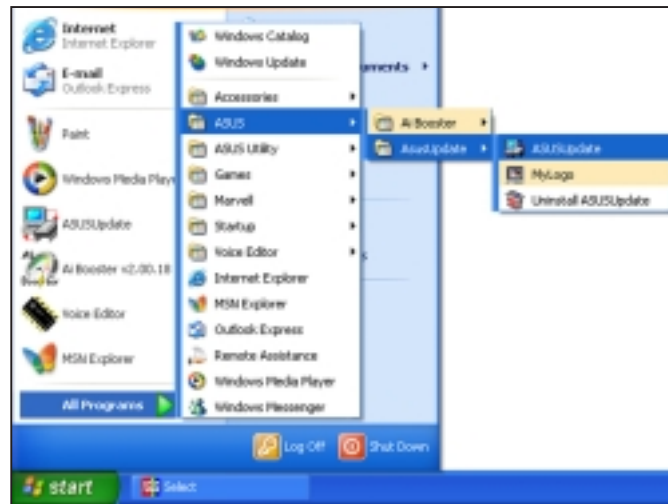 Internet
Internet Explorer
E-mail
Outlook Express
Paint
Windows Media Play
ASUSUpdate
Ai Booster v2.00.18
Voice Editor
MSN Explorer
All Programs
Windows Catalog
Windows Update
Accessories
ASUS
ASUS Utility
Games
Marvell
Startup
Voice Editor
Internet Explorer
MSN Explorer
Outlook Express
Remote Assistance
Windows Media Player
Windows Messenger
uments
s
Ai Booster
AsusUpdate
ASUSUpdate
MyLogo
Uninstall ASUSUpdate
Log Off
Shut Down
start
Select